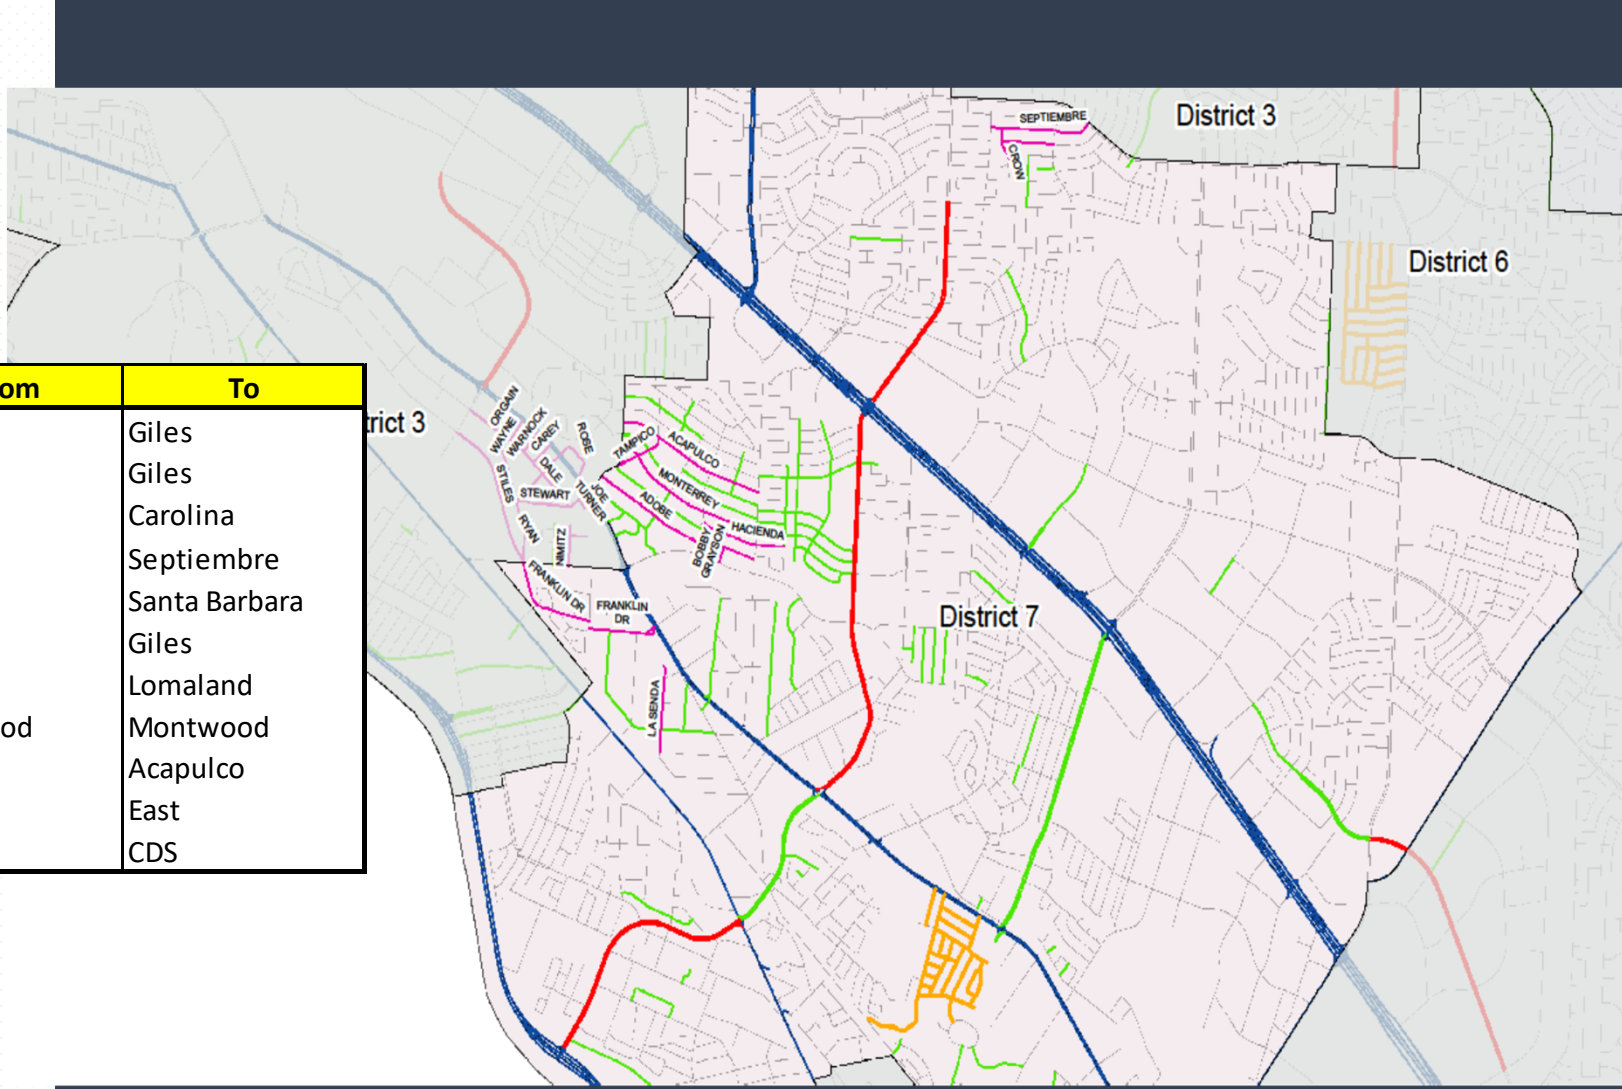 SEPTIEMBRE
District 3
CROW
District 6
om To
Giles
Giles
Carolina
Septiembre
Santa Barbara
Giles
Lomaland
od Montwood
Acapulco
East
CDS
trict 3
ORGAIN
WAYNE
WARNOCK
CAREY
ROSE
DALE
STILES
STEWART
JOE
TURNER
RYAN
NIMITZ
TAMPICO
ACAPULCO
MONTERREY
ADOBE
HACIENDA
BOBBY
GRAYSON
FRANKLIN DR
FRANKLIN
DR
LA SENDA
District 7